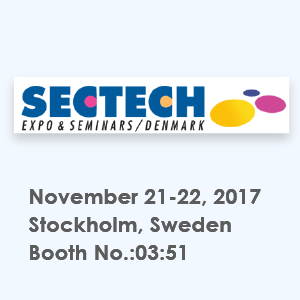 SECTECH
EXPO & SEMINARS/DENMARK
November 21-22, 2017
Stockholm, Sweden
Booth No.:03:51